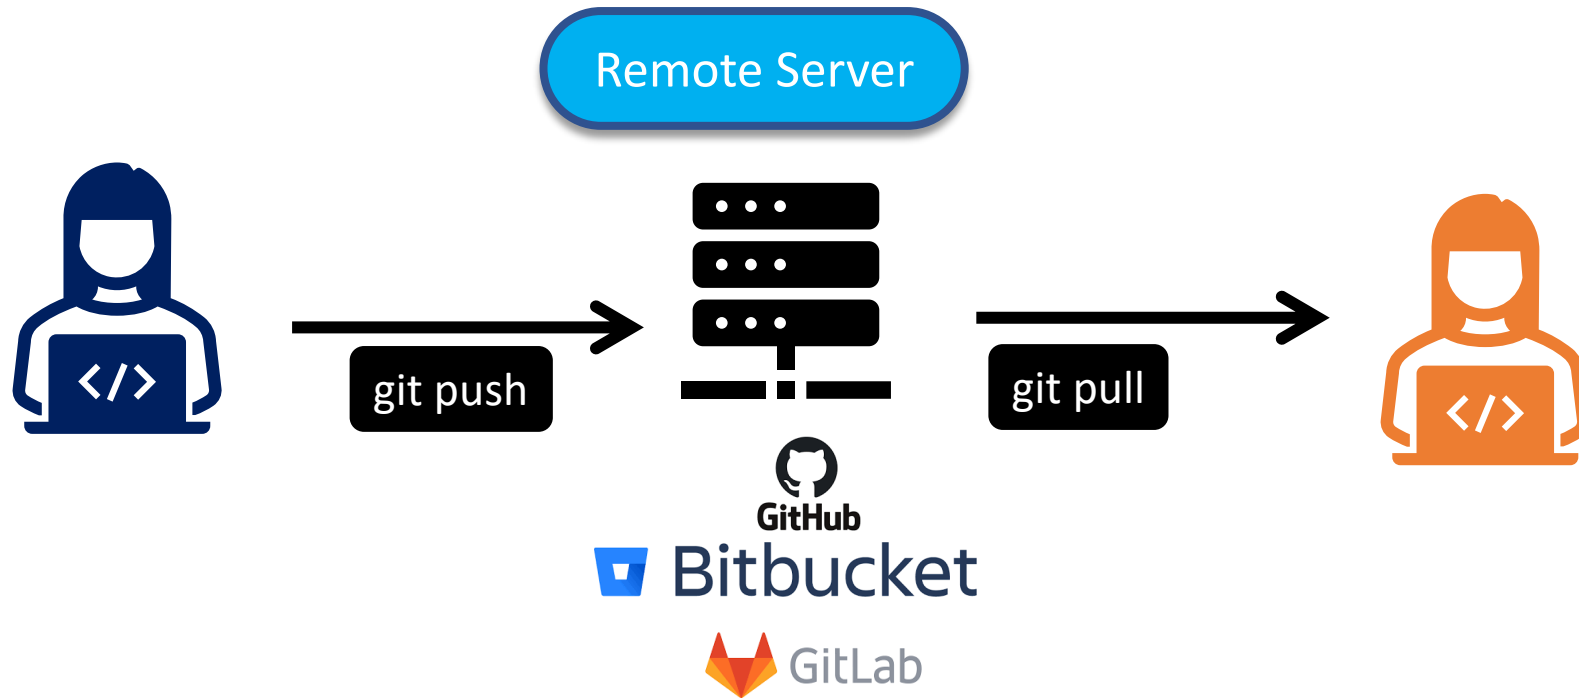 Remote Server
</>
git push
git pull
</>
GitHub
Bitbucket
GitLab